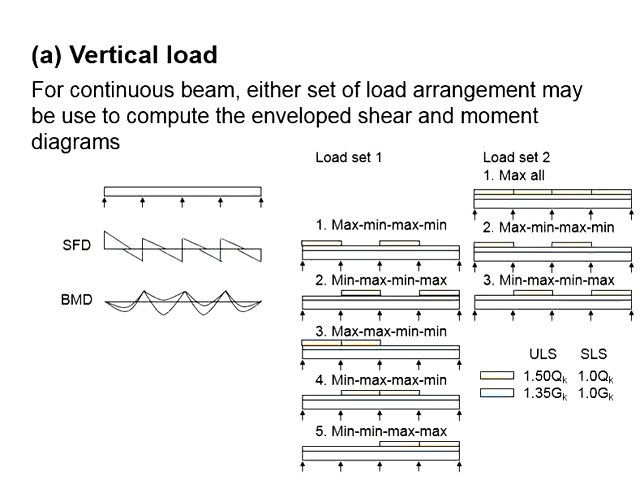 (a) Vertical load
For continuous beam, either set of load arrangement may
be use to compute the enveloped shear and moment
diagrams
Load set 1
Load set 2
1. Max all
1. Max-min-max-min
2. Max-min-max-min
SFD
2. Min-max-min-max
3. Min-max-min-max
BMD
3. Max-max-min-min
ULS SLS
1.50Qk 1.0Qk
4. Min-max-max-min
1.35Gk 1.0Gk
5. Min-min-max-max